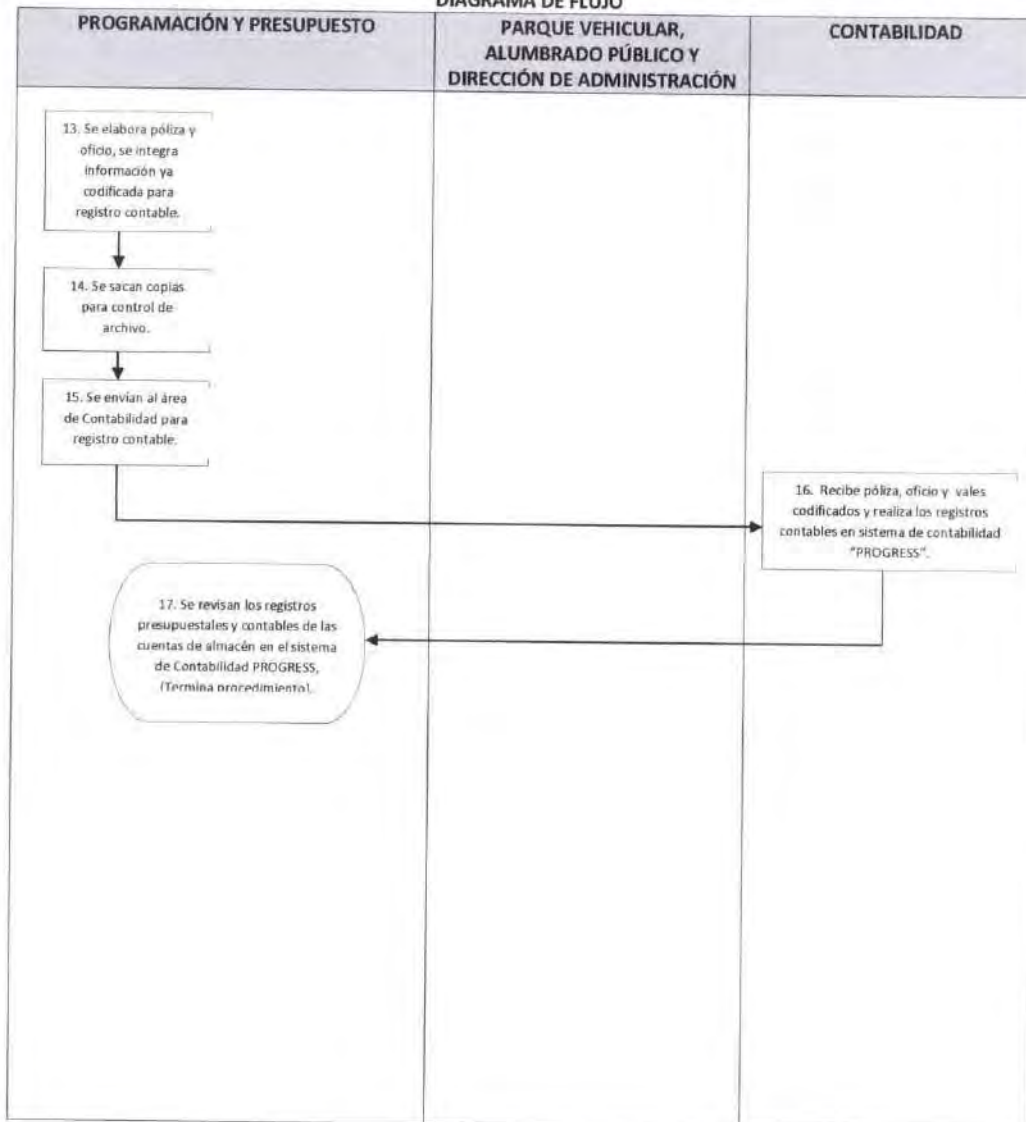 DIAGRAMA DE FLUJO
PROGRAMACIÓN Y PRESUPUESTO
PARQUE VEHICULAR,
ALUMBRADO PÚBLICO Y
DIRECCIÓN DE ADMINISTRACIÓN
CONTABILIDAD
13. Se elabora póliza y
oficio, se integra
información ya
codificada para
registro contable.
14. Se sacan copias
para control de
archivo.
15. Se envían al área
de Contabilidad para
registro contable.
16. Recibe póliza, oficio y vales
codificados y realiza los registros
contables en sistema de contabilidad
"PROGRESS".
17. Se revisan los registros
presupuestales y contables de las
cuentas de almacén en el sistema
de Contabilidad PROGRESS,
(Termina procedimiento).